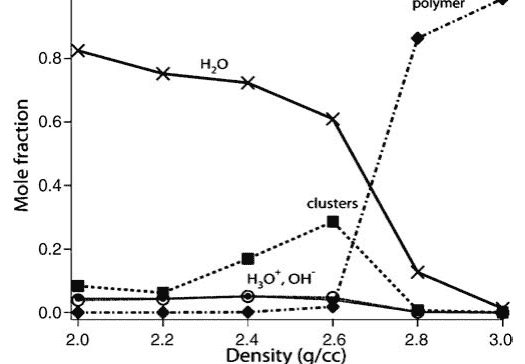 polymer
0.8
H₂O
0.6
Mole fraction
0.4
clusters
0.2
H₃O⁺, OH⁻
0.0
2.0 2.2 2.4 2.6 2.8 3.0
Density (g/cc)